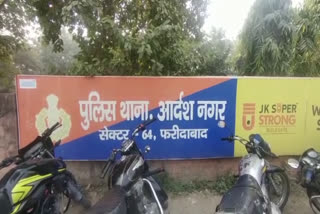 पुलिस थाना, आदर्श नगर
सेक्टर - 64, फरीदाबाद
JK SUPER
STRONG